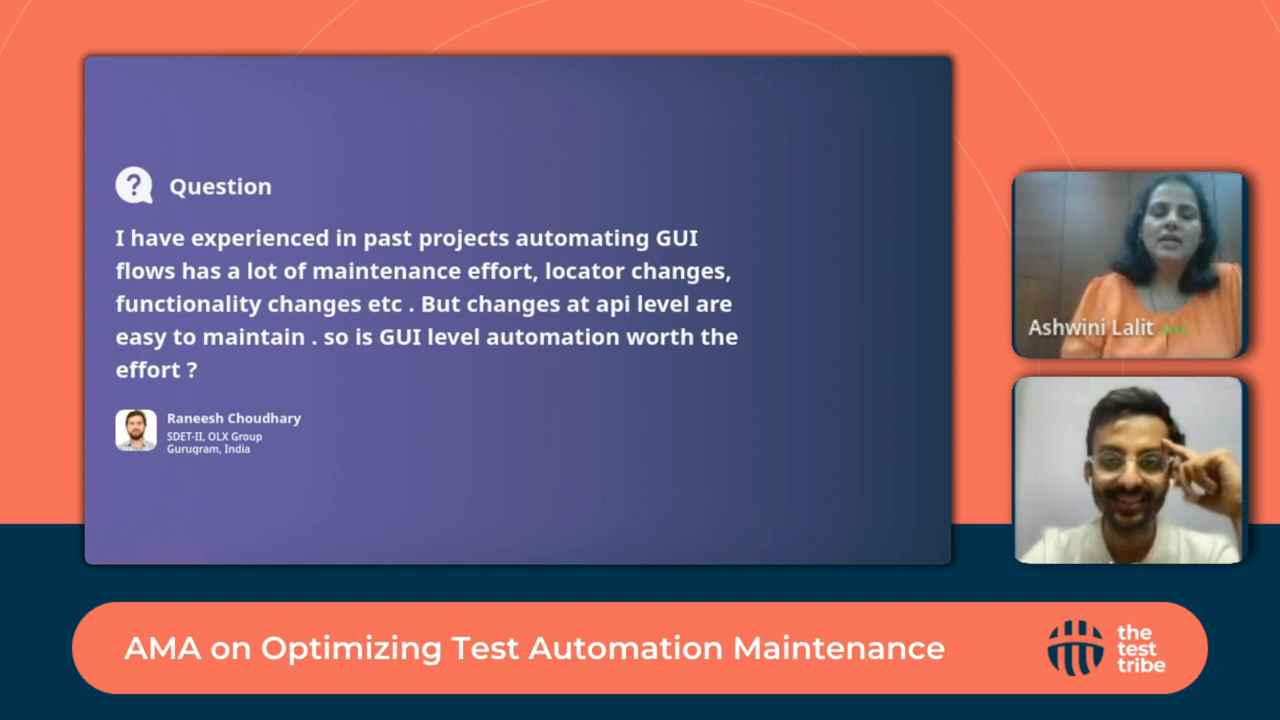 Question
I have experienced in past projects automating GUI
flows has a lot of maintenance effort, locator changes,
functionality changes etc . But changes at api level are
easy to maintain . so is GUI level automation worth the
effort ?
Raneesh Choudhary
SDET-II, OLX Group
Gurugram, India
Ashwini Lalit
AMA on Optimizing Test Automation Maintenance
the
test
tribe